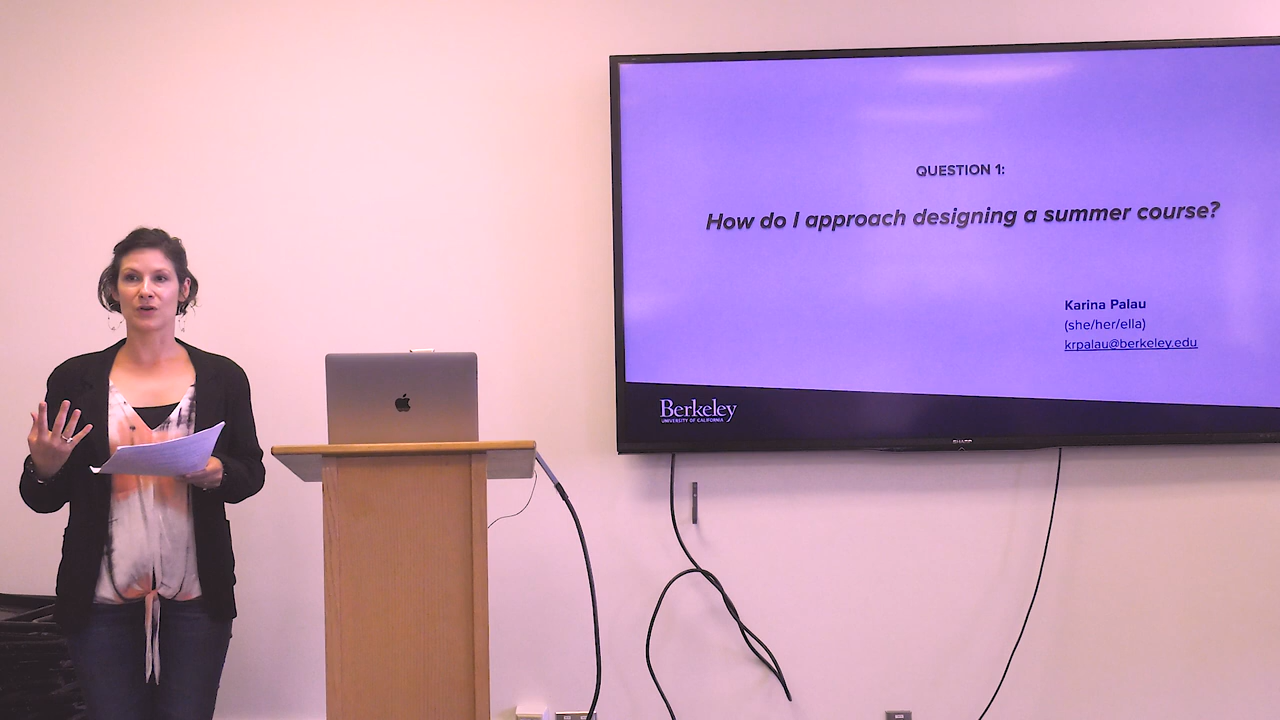 QUESTION 1:
How do I approach designing a summer course?
Karina Palau
(she/her/ella)
krpalau@berkeley.edu
Berkeley
UNIVERSITY OF CALIFORNIA
SHARP